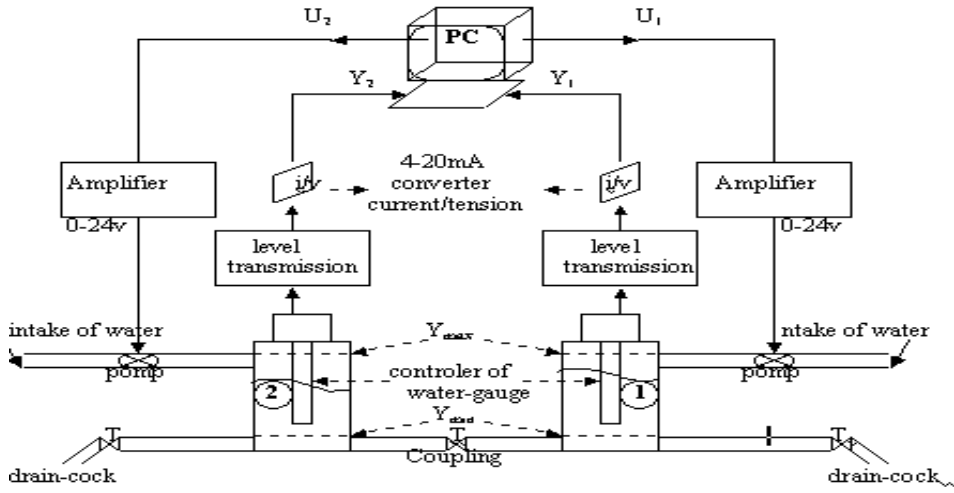 U₂
PC
U₁
Y₂
Y₁
i/v
4-20mA
converter
current/tension
i/v
Amplifier
0-24v
Amplifier
0-24v
level
transmission
level
transmission
intake of water
Yₘₐₓ
ntake of water
pomp
2
controler of
water-gauge
1
pomp
Coupling
drain-cock
drain-cock